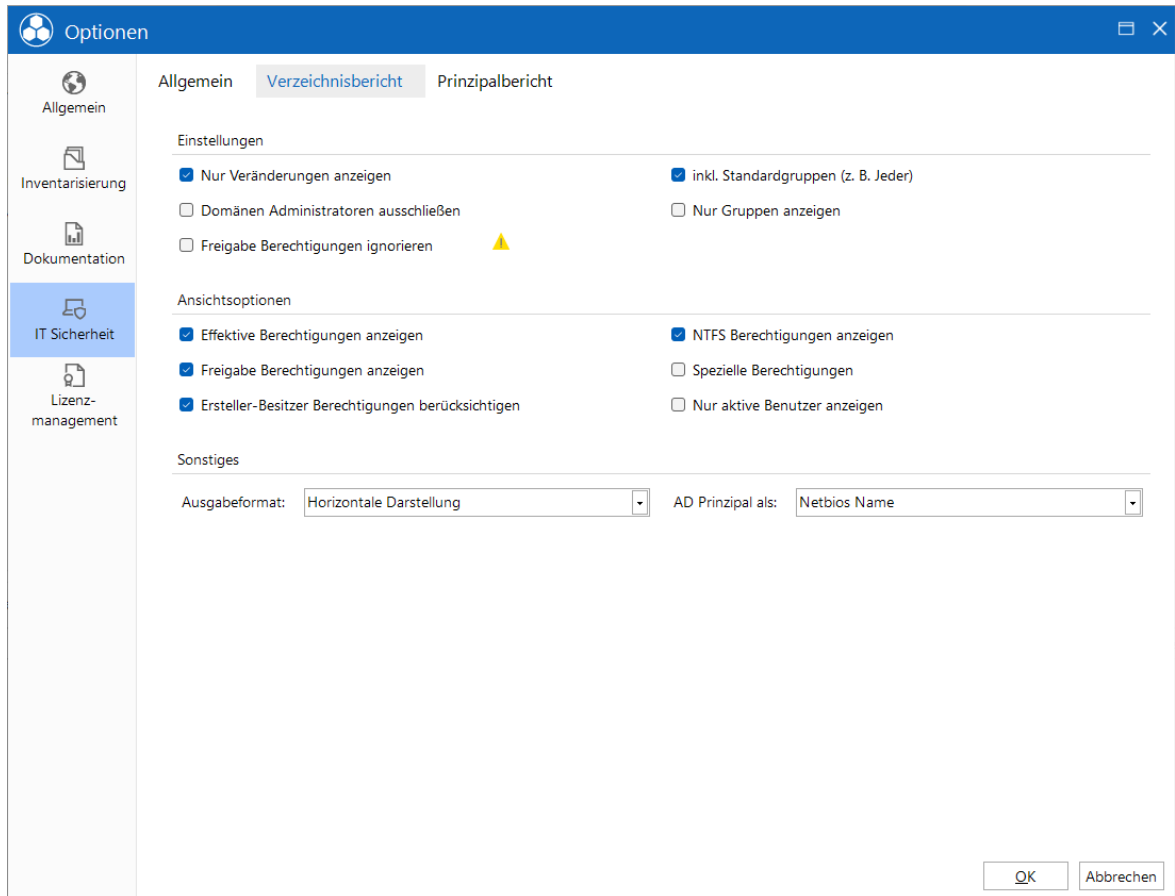 Optionen
Allgemein
Inventarisierung
Dokumentation
IT Sicherheit
Lizenz-
management
Allgemein Verzeichnisbericht Prinzipalbericht
Einstellungen
Nur Veränderungen anzeigen inkl. Standardgruppen (z. B. Jeder)
Domänen Administratoren ausschließen Nur Gruppen anzeigen
Freigabe Berechtigungen ignorieren
Ansichtsoptionen
Effektive Berechtigungen anzeigen NTFS Berechtigungen anzeigen
Freigabe Berechtigungen anzeigen Spezielle Berechtigungen
Ersteller-Besitzer Berechtigungen berücksichtigen Nur aktive Benutzer anzeigen
Sonstiges
Ausgabeformat: Horizontale Darstellung AD Prinzipal als: Netbios Name
OK Abbrechen